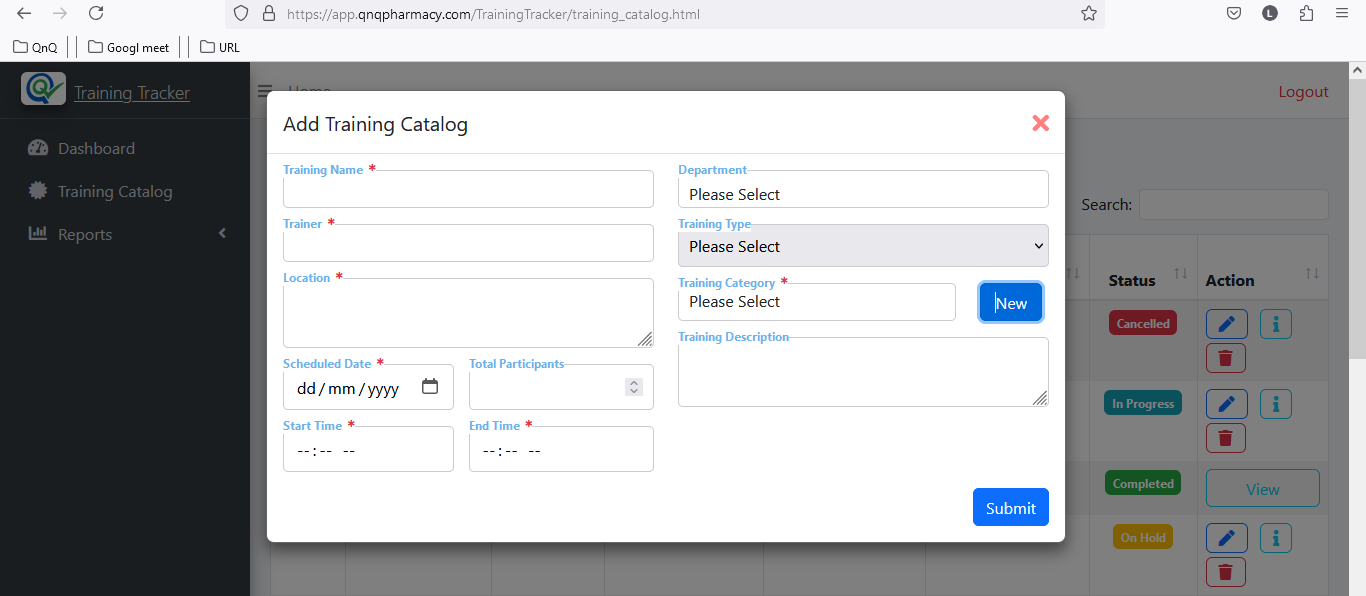 https://app.qnqpharmacy.com/TrainingTracker/training_catalog.html
L
QnQ
Googl meet
URL
Training Tracker
Home
Logout
Dashboard
Training Catalog
Reports
Add Training Catalog
Training Name *
Department
Please Select
Trainer *
Training Type
Please Select
Location *
Training Category *
Please Select
New
Training Description
Scheduled Date *
dd/mm/yyyy
Total Participants
Start Time *
--:-- --
End Time *
--:-- --
Submit
Search:
Status
Action
Cancelled
In Progress
Completed
View
On Hold